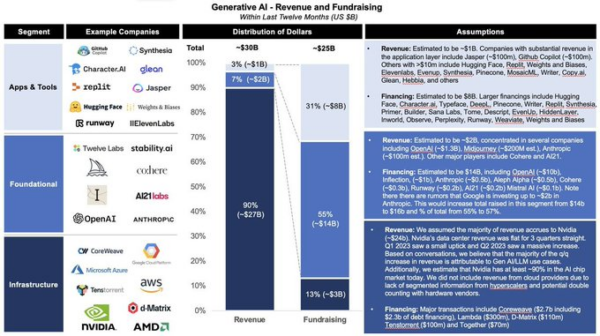 Generative AI - Revenue and Fundraising
Within Last Twelve Months (US $B)
Segment
Example Companies
Distribution of Dollars
Assumptions
Apps & Tools
GitHub Copilot
Synthesia
Character.AI
glean
replit
Jasper
Hugging Face
Weights & Biases
runway
IIElevenLabs
Foundational
Twelve Labs
stability.ai
co:here
I
AI21labs
OpenAI
ANTHROPIC
Infrastructure
CoreWeave
Google Cloud Platform
Microsoft Azure
Tenstorrent
aws
d-Matrix
NVIDIA.
AMD
Total
~$30B
~$25B
100%
90%
80%
70%
60%
50%
40%
30%
20%
10%
0%
3% (~$1B)
7% (~$2B)
90%
(~$27B)
31% (~$8B)
55%
(~$14B)
13% (~$3B)
Revenue
Fundraising
• Revenue: Estimated to be ~$1B. Companies with substantial revenue in
the application layer include Jasper (~$100m), Github Copilot (~$100m).
Others with >$10m include Hugging Face, Replit, Weights and Biases,
Elevenlabs, Everup, Synthesia, Pinecone, MosaicML, Writer, Copy.ai,
Glean, Hebbia, and others
• Financing: Estimated to be $8B. Larger financings include Hugging
Face, Character.ai, Typeface, DeepL, Pinecone, Writer, Replit, Synthesia,
Primer, Builder, Sana Labs, Tome, Descript, EvenUp, HiddenLayer,
Inworld, Observe, Perplexity, Runway, Weaviate, Weights and Biases
• Revenue: Estimated to be ~$2B, concentrated in several companies
including OpenAI (~$1.3B), Midjourney (~$200M est.), Anthropic
(~$100m est.). Other major players include Cohere and AI21.
• Financing: Estimated to be $14B, including OpenAI (~$10b),
Inflection, (~$1b), Anthropic (~$0.5b), Aleph Alpha (~$0.5b), Cohere
(~$0.3b), Runway (~$0.2b), AI21 (~$0.2b) Mistral AI (~$0.1b). Note
there there are rumors that Google is investing up to ~$2b in Anthropic.
This would increase total raised in this segment from $14b
to $16b and % of total from 55% to 57%.
• Revenue: We assumed the majority of revenue accrues to Nvidia
(~$24b). Nvidia's data center revenue was flat for 3 quarters straight.
Q1 2023 saw a small uptick and Q2 2023 saw a massive increase.
Based on conversations, we believe that the majority of the q/q
increase in revenue is attributable to Gen AI/LLM use cases.
Additionally, we estimate that Nvidia has at least ~90% in the AI chip
market today. We did not include revenue from cloud providers due to
lack of segmented information from hyperscalers and potential double
counting with hardware vendors.
• Financing: Major transactions include Coreweave ($2.7b including
$2.3b of debt financing), Lambda ($300m), D-Matrix ($110m)
Tenstorrent ($100m) and Together ($70m)